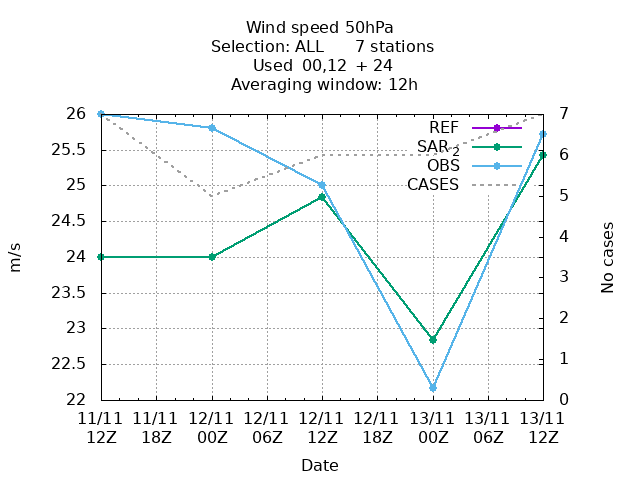 Wind speed 50hPa
Selection: ALL 7 stations
Used 00,12 + 24
Averaging window: 12h
26
25.5
25
24.5
24
23.5
23
22.5
22
7
6
5
4
3
2
1
0
REF
SAR 2
OBS
CASES
m/s
No cases
11/11 11/11 12/11 12/11 12/11 12/11 13/11 13/11 13/11
12Z 18Z 00Z 06Z 12Z 18Z 00Z 06Z 12Z
Date